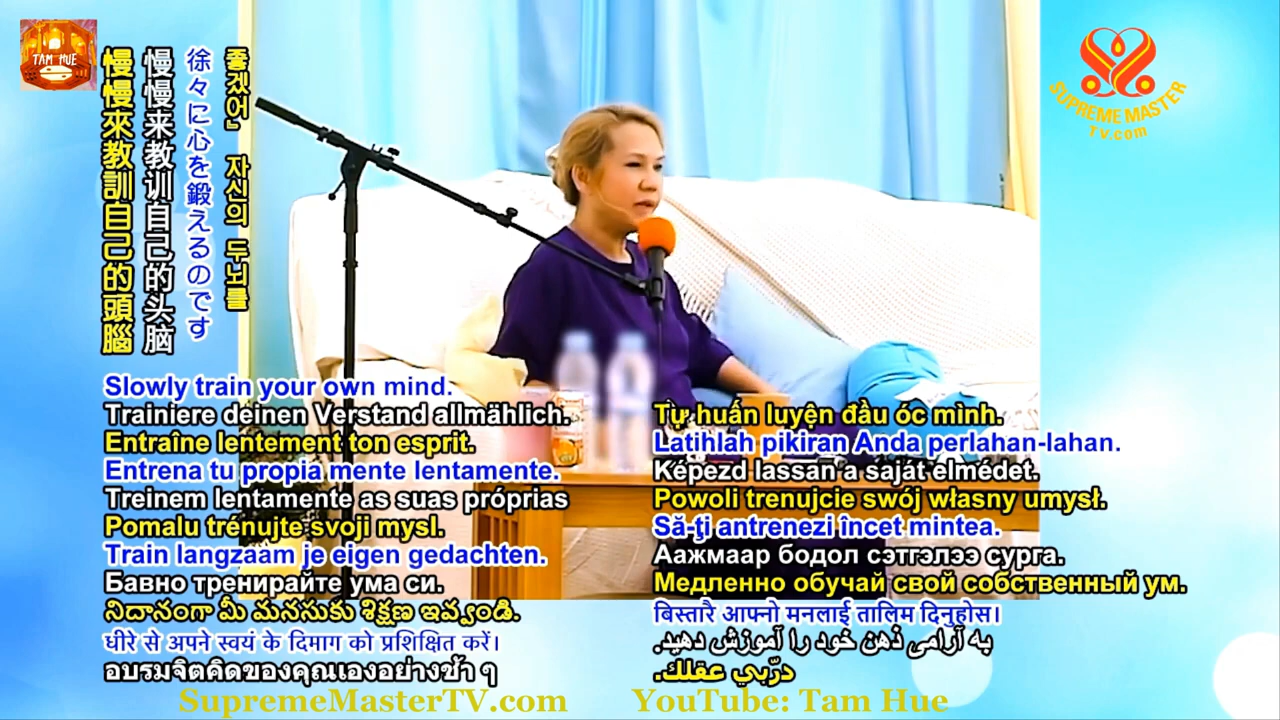 TAM HUE
SUPREME MASTER
TV.com
慢慢來教訓自己的頭腦
慢慢来教训自己的头脑
徐々に心を鍛えるのです
좋겠어』 자신의 두뇌를
Slowly train your own mind.
Trainiere deinen Verstand allmählich.
Entraîne lentement ton esprit.
Entrena tu propia mente lentamente.
Treinem lentamente as suas próprias
Pomalu trénujte svoji mysl.
Train langzaam je eigen gedachten.
Бавно тренирайте ума си.
నిదానంగా మీ మనసుకు శిక్షణ ఇవ్వండి.
धीरे से अपने स्वयं के दिमाग को प्रशिक्षित करें।
อบรมจิตคิดของคุณเองอย่างช้า ๆ
Tự huấn luyện đầu óc mình.
Latihlah pikiran Anda perlahan-lahan.
Képezd lassan a saját elmédet.
Powoli trenujcie swój własny umysł.
Să-ţi antrenezi încet mintea.
Аажмаар бодол сэтгэлээ сурга.
Медленно обучай свой собственный ум.
बिस्तारै आफ्नो मनलाई तालिम दिनुहोस।
به آرامی ذهن خود را آموزش دهید.
درّبي عقلك.
SupremeMasterTV.com
YouTube: Tam Hue